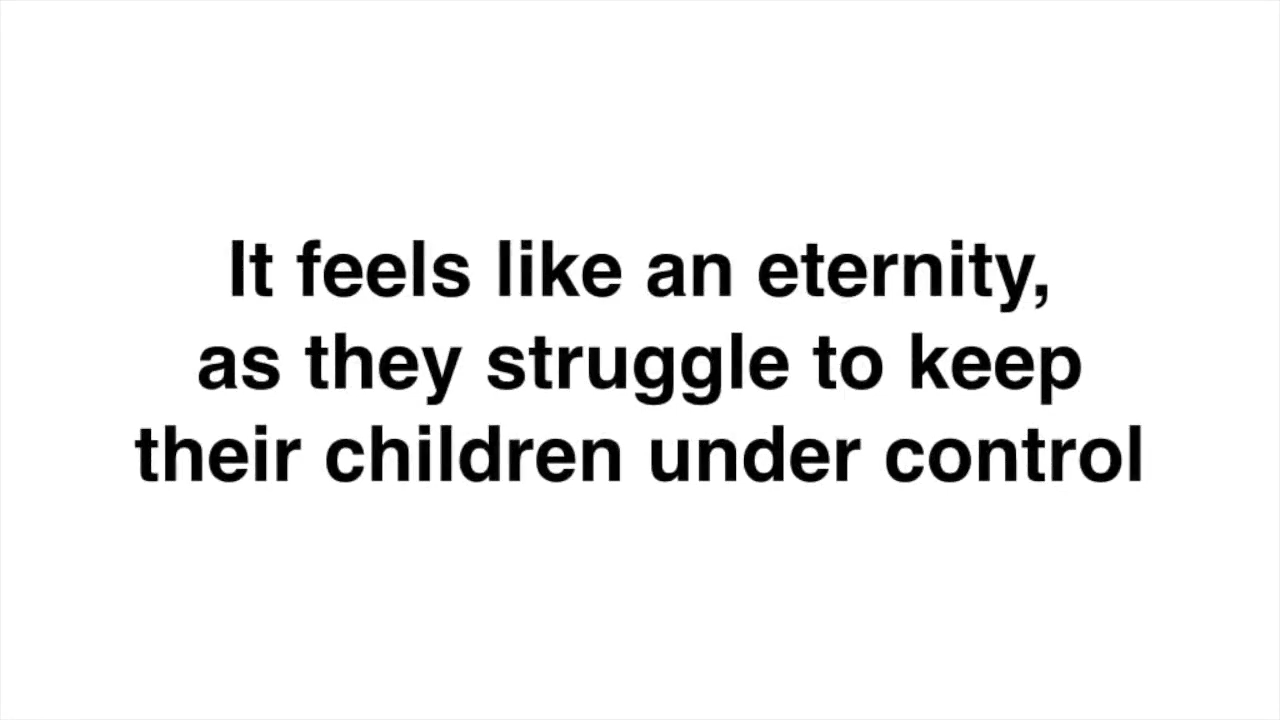 It feels like an eternity,
as they struggle to keep
their children under control